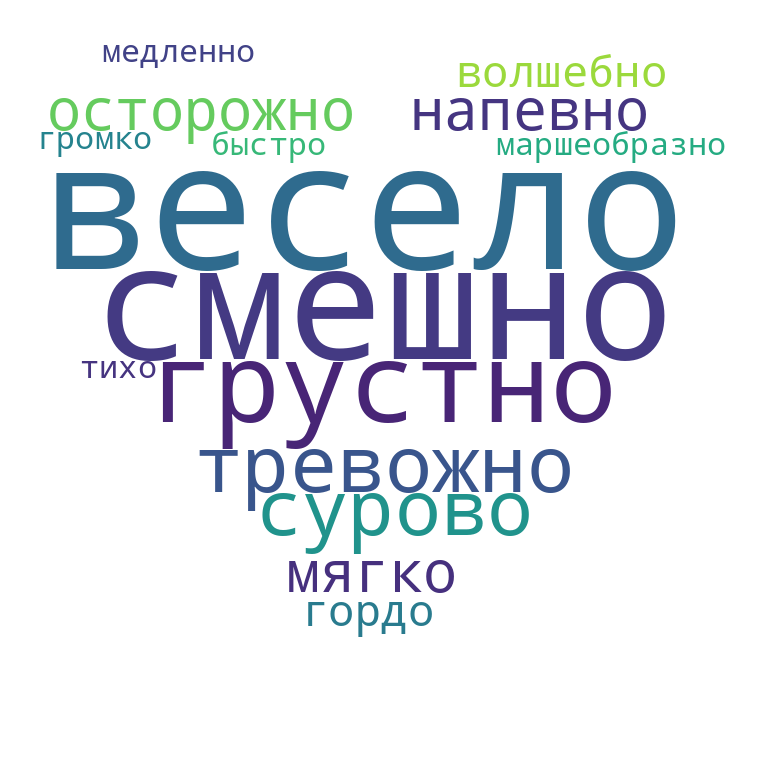 медленно
волшебно
осторожно
напевно
громко
быстро
маршеобразно
весело
смешно
тихо
грустно
тревожно
сурово
мягко
гордо